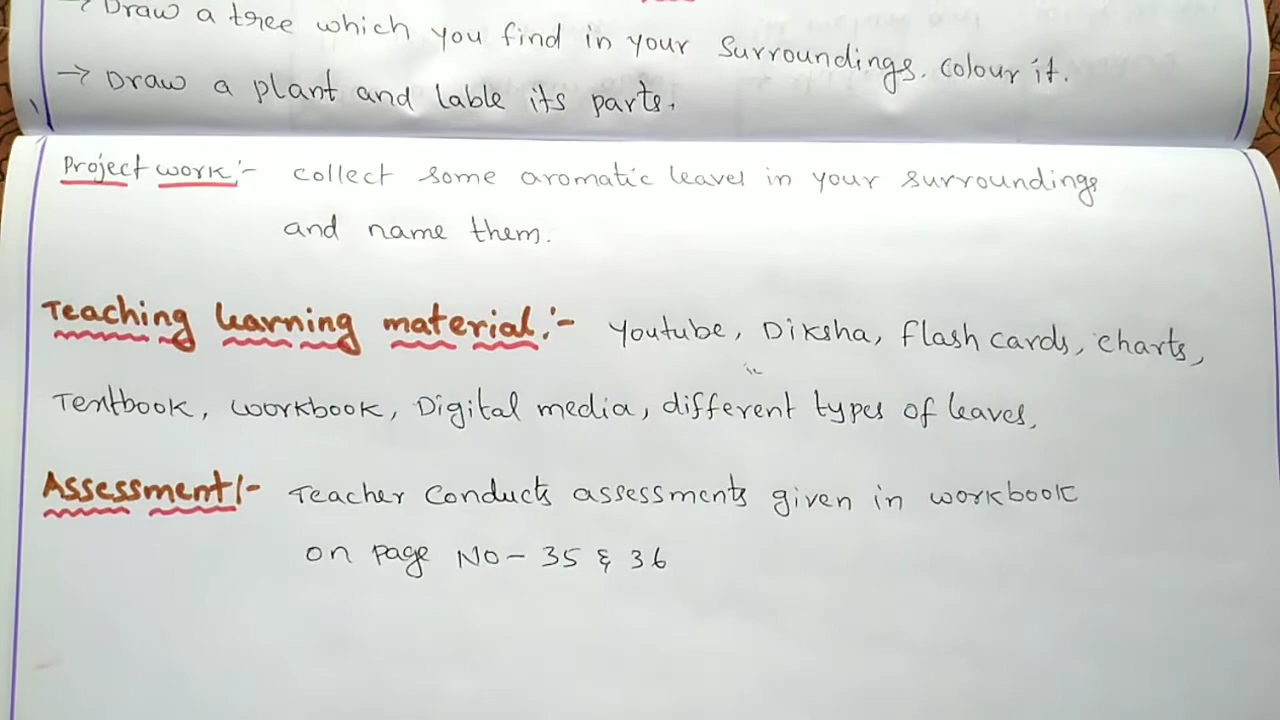 → Draw a tree which you find in your surroundings. colour it.
→ Draw a plant and lable its parts.
Project work:- collect some aromatic leaves in your surroundings
and name them.
Teaching learning material:- Youtube, Diksha, flash cards, charts,
Textbook, workbook, Digital media, different types of leaves,
Assessment:- Teacher conducts assessments given in workbook
on page No- 35 & 36